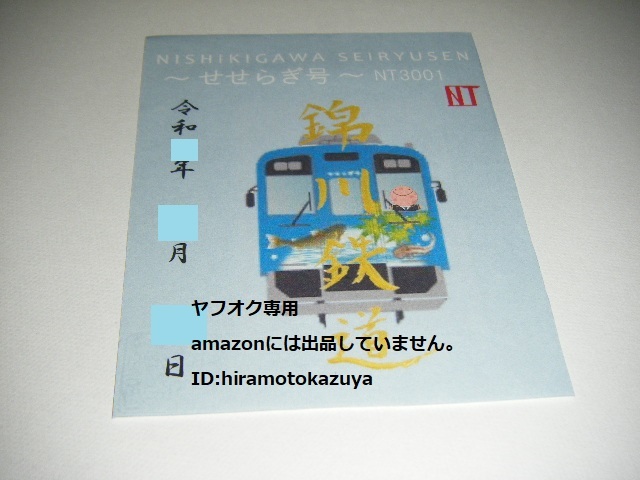 NISHIKIGAWA SEIRYUSEN
～せせらぎ号～ NT3001
NT
令和 年
月
日
錦川鉄道
ヤフオク専用
amazonには出品していません。
ID:hiramotokazuya